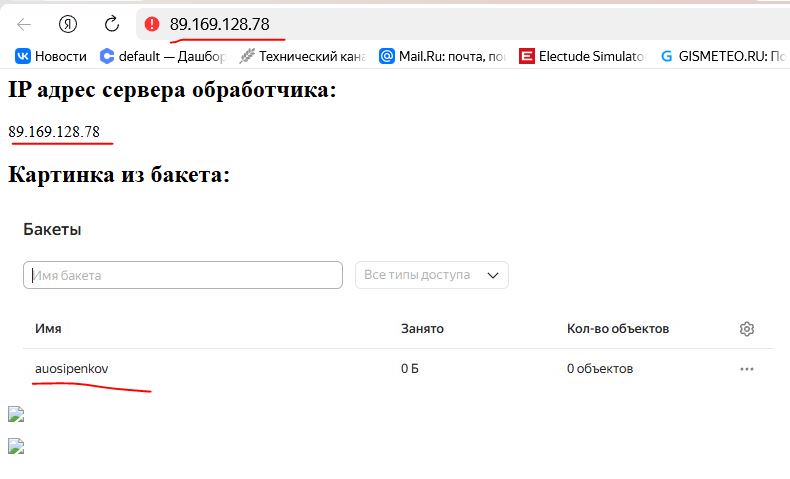 89.169.128.78
Новости default — Дашбор Технический кана Mail.Ru: почта, по Electude Simulato GISMETEO.RU: По
IP адрес сервера обработчика:
89.169.128.78
Картинка из бакета:
Бакеты
Имя бакета Все типы доступа
Имя Занято Кол-во объектов
auosipenkov 0 Б 0 объектов